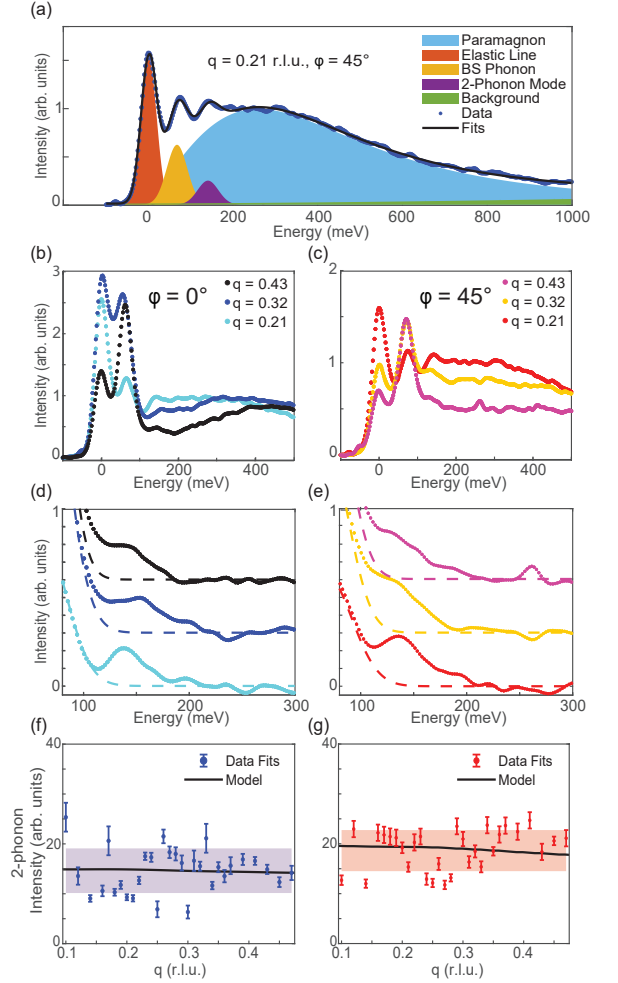 (a)
q = 0.21 r.l.u., φ = 45°
Paramagnon
Elastic Line
BS Phonon
2-Phonon Mode
Background
Data
Fits
Intensity (arb. units)
1
0
0 200 400 600 800 1000
Energy (meV)
(b)
φ = 0°
q = 0.43
q = 0.32
q = 0.21
Intensity (arb. units)
3
2
1
0
0 200 400
Energy (meV)
(c)
φ = 45°
q = 0.43
q = 0.32
q = 0.21
2
1
0
0 200 400
Energy (meV)
(d)
Intensity (arb. units)
1
0
100 200 300
Energy (meV)
(e)
1
0
100 200 300
Energy (meV)
(f)
Data Fits
Model
2-phonon
Intensity (arb. units)
40
20
0
0.1 0.2 0.3 0.4
q (r.l.u.)
(g)
Data Fits
Model
40
20
0
0.1 0.2 0.3 0.4
q (r.l.u.)